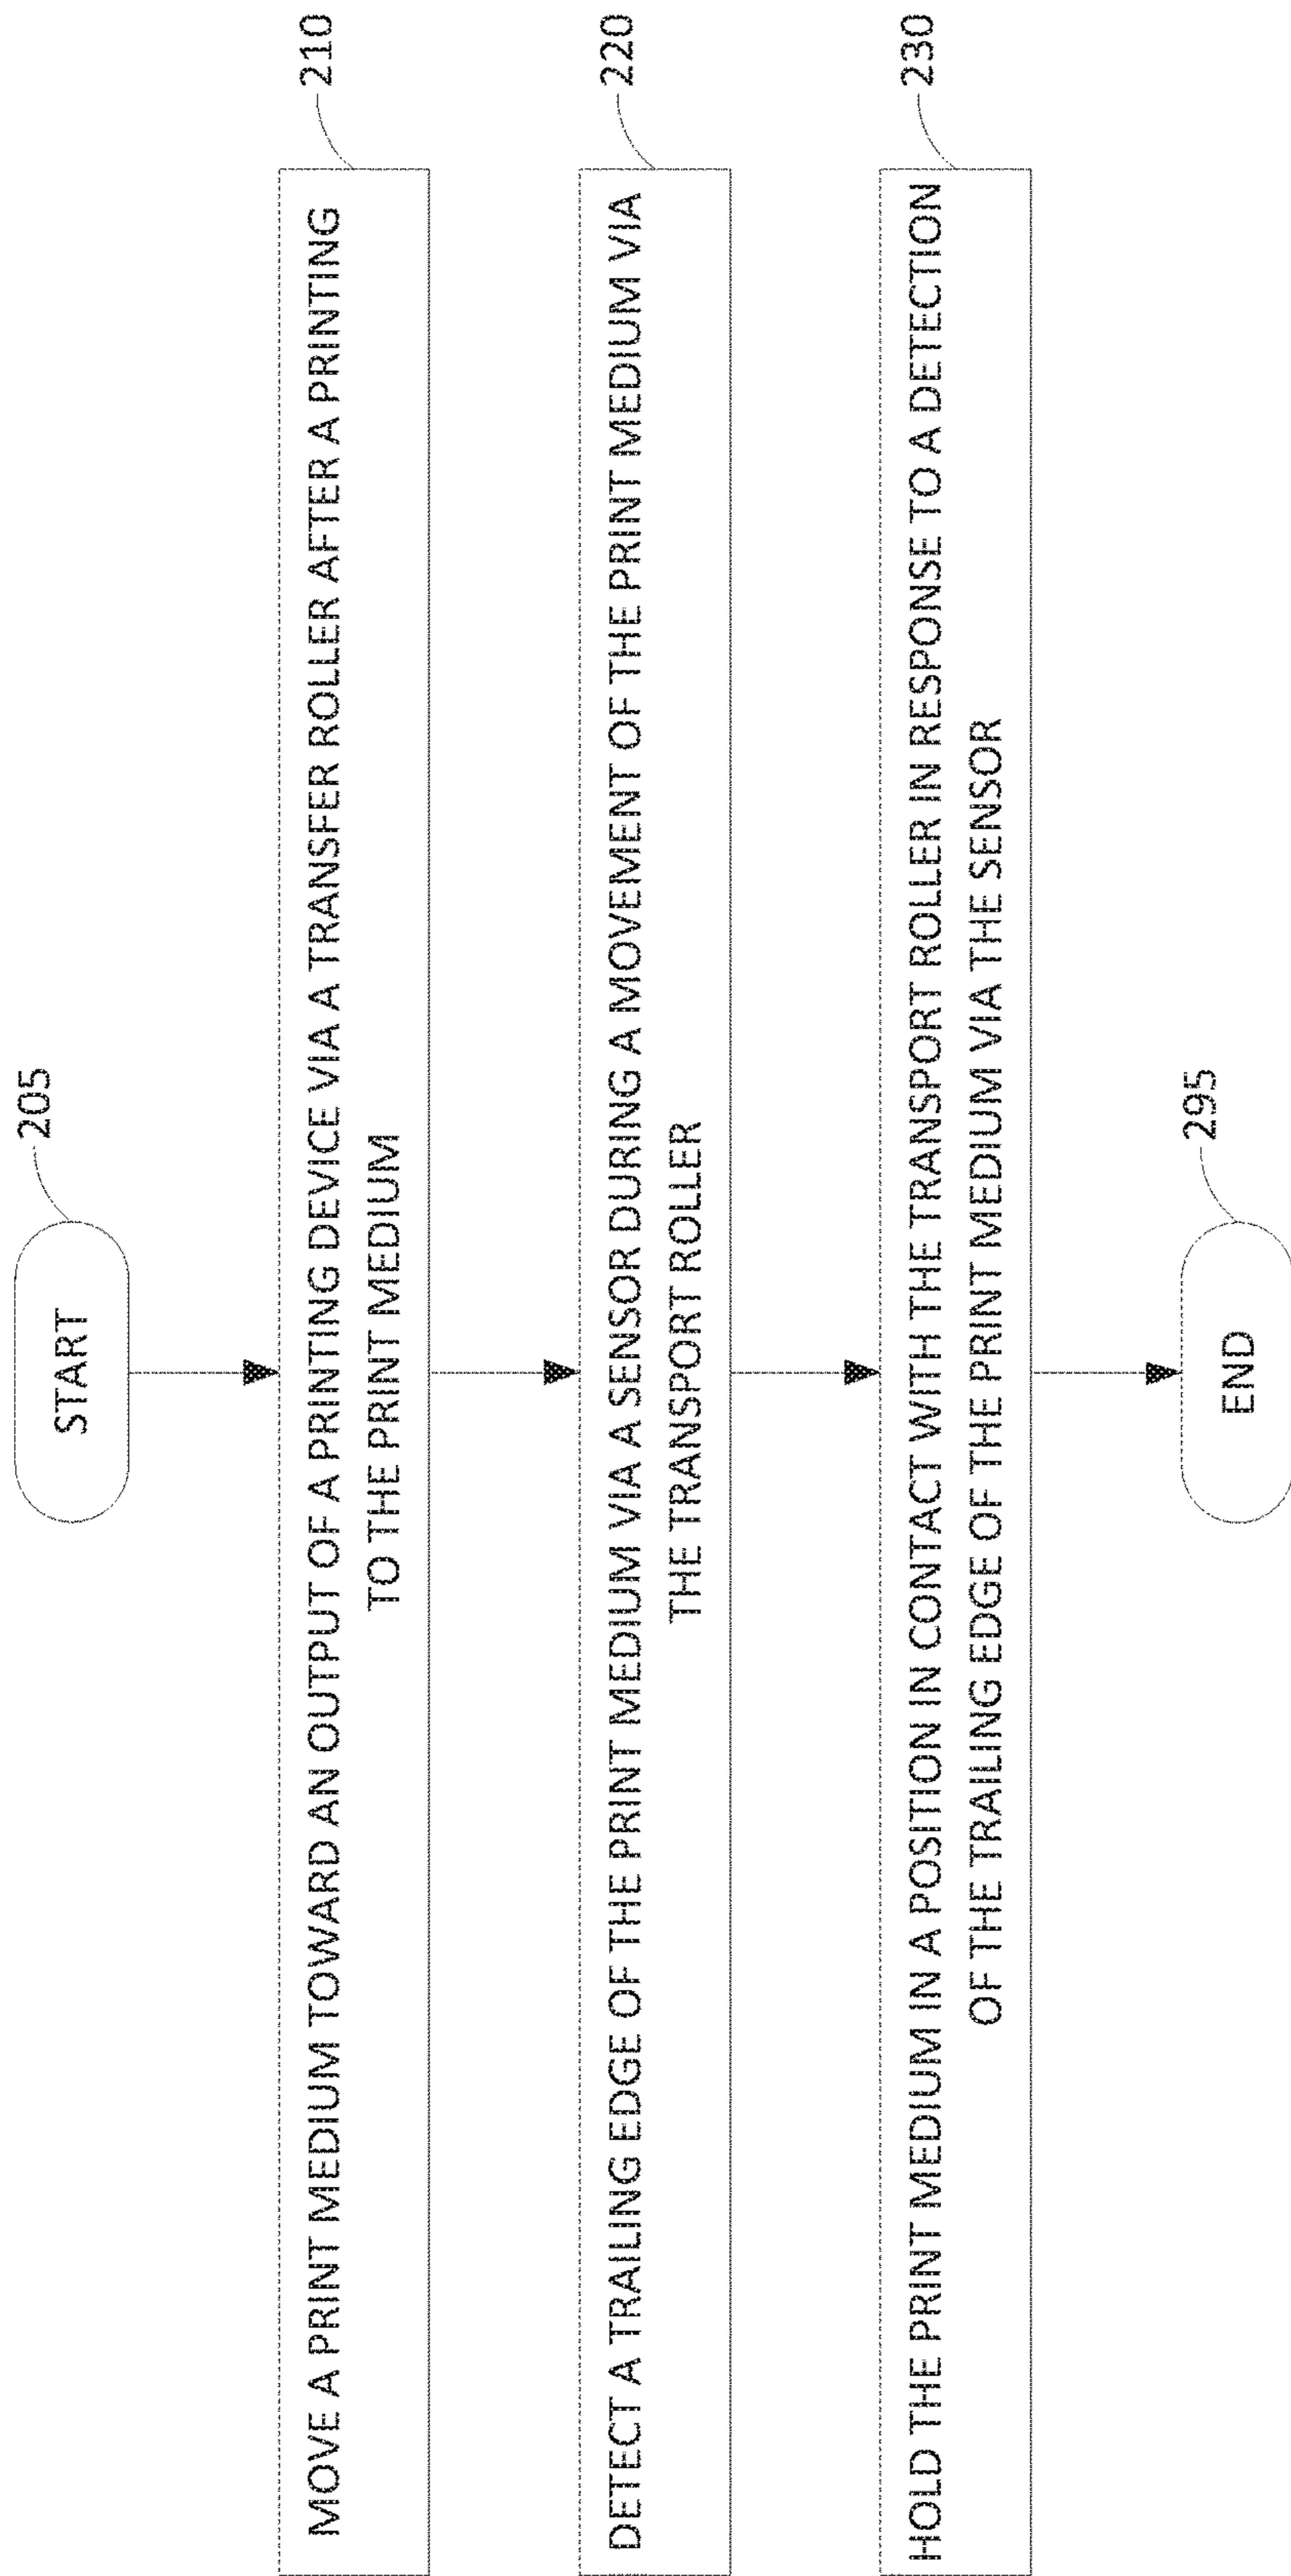 START
205
MOVE A PRINT MEDIUM TOWARD AN OUTPUT OF A PRINTING DEVICE VIA A TRANSFER ROLLER AFTER A PRINTING
TO THE PRINT MEDIUM
210
DETECT A TRAILING EDGE OF THE PRINT MEDIUM VIA A SENSOR DURING A MOVEMENT OF THE PRINT MEDIUM VIA
THE TRANSPORT ROLLER
220
HOLD THE PRINT MEDIUM IN A POSITION IN CONTACT WITH THE TRANSPORT ROLLER IN RESPONSE TO A DETECTION
OF THE TRAILING EDGE OF THE PRINT MEDIUM VIA THE SENSOR
230
END
295